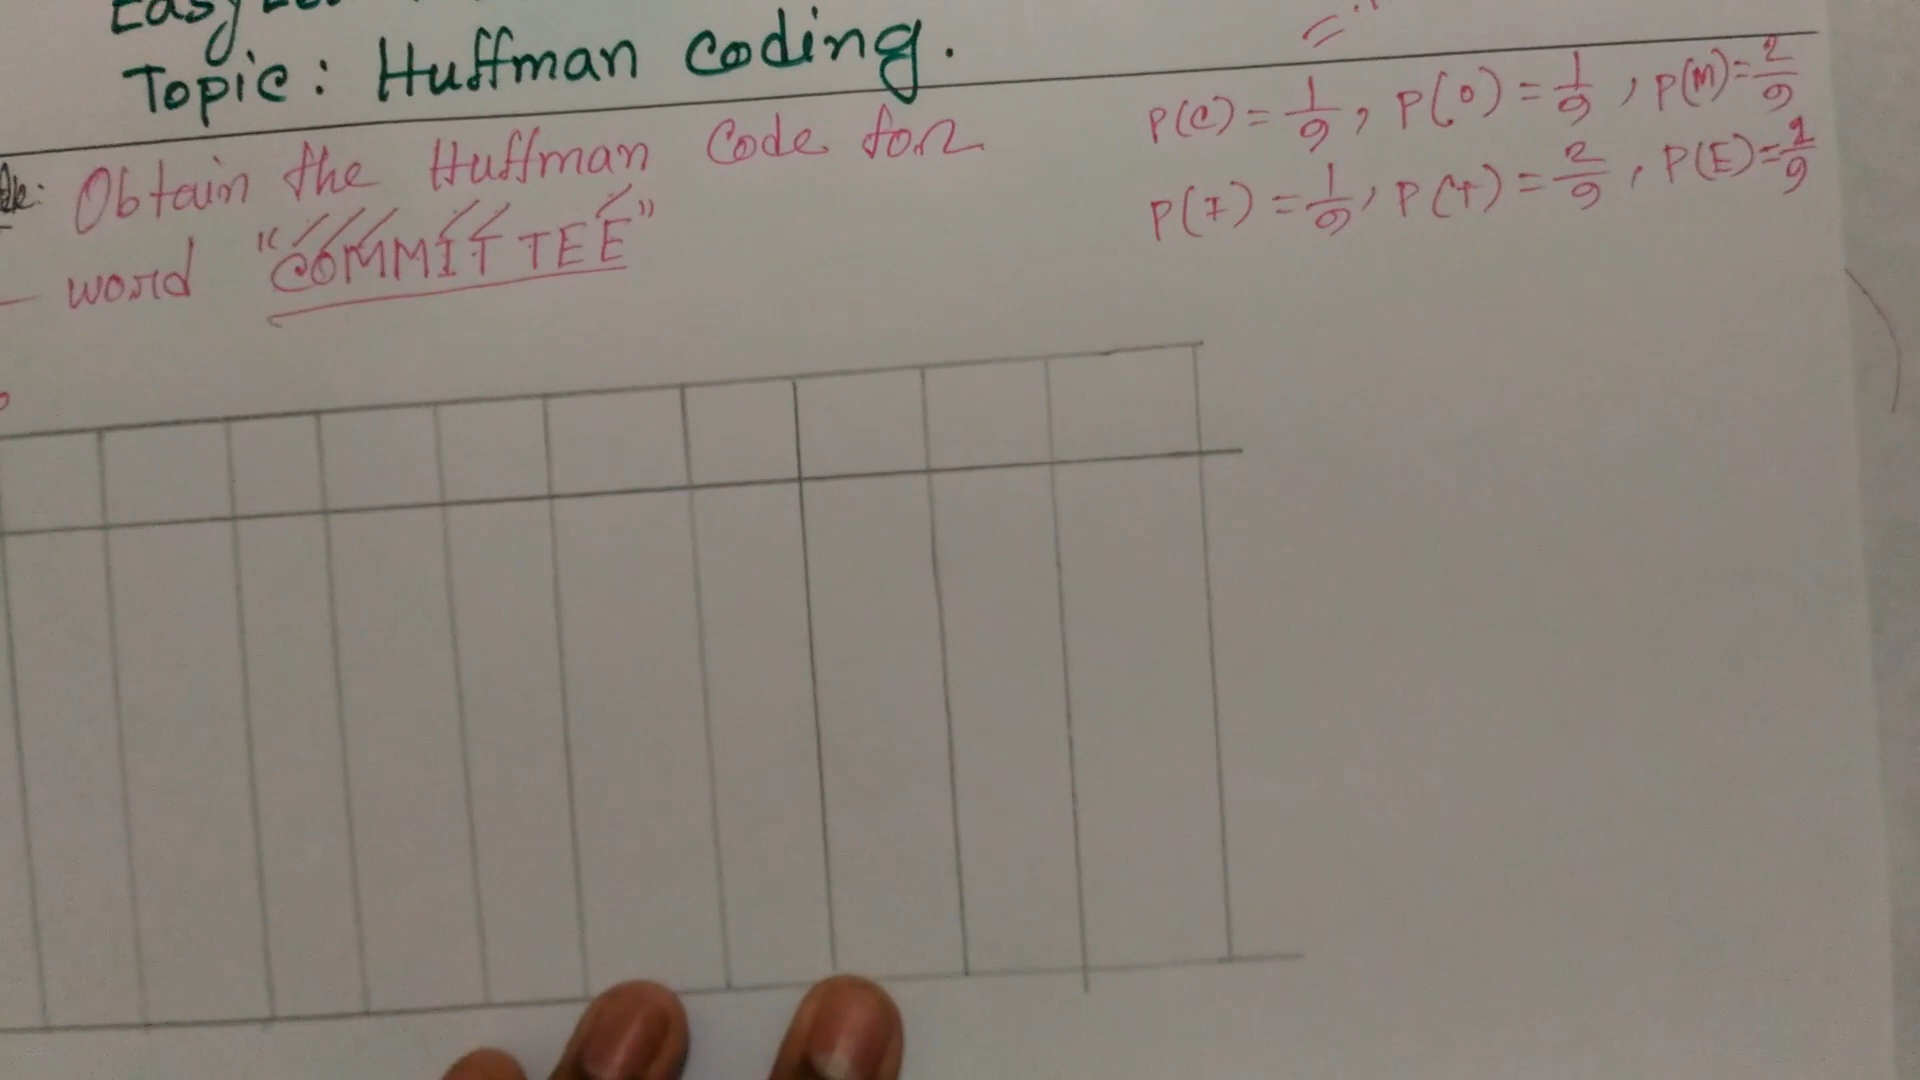 Topic: Huffman Coding.
Obtain the Huffman Code for
word "COMMITTEE"
P(C) = 1/9, P(O) = 1/9, P(M) = 2/9
P(I) = 1/9, P(T) = 2/9, P(E) = 2/9